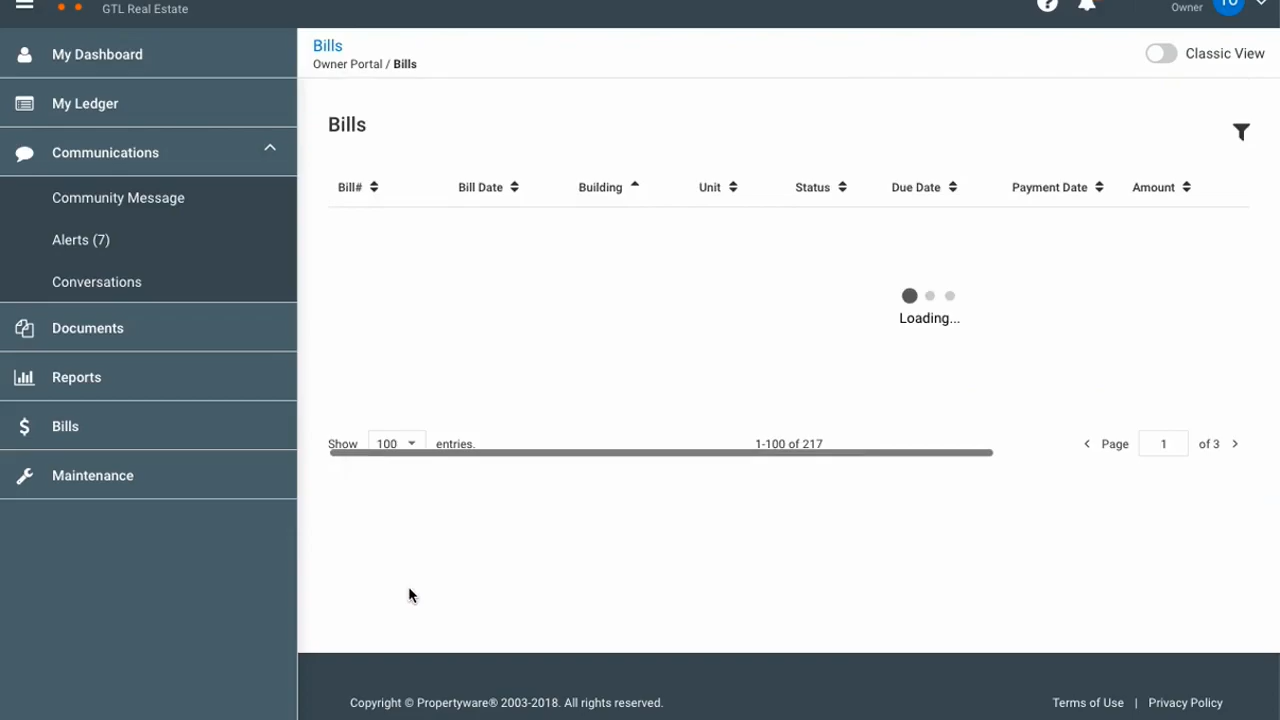 GTL Real Estate
Owner
My Dashboard
My Ledger
Communications
Community Message
Alerts (7)
Conversations
Documents
Reports
Bills
Maintenance
Bills
Owner Portal / Bills
Classic View
Bills
Bill# Bill Date Building Unit Status Due Date Payment Date Amount
Loading...
Show 100 entries. 1-100 of 217 Page 1 of 3
Copyright © Propertyware® 2003-2018. All rights reserved. Terms of Use | Privacy Policy